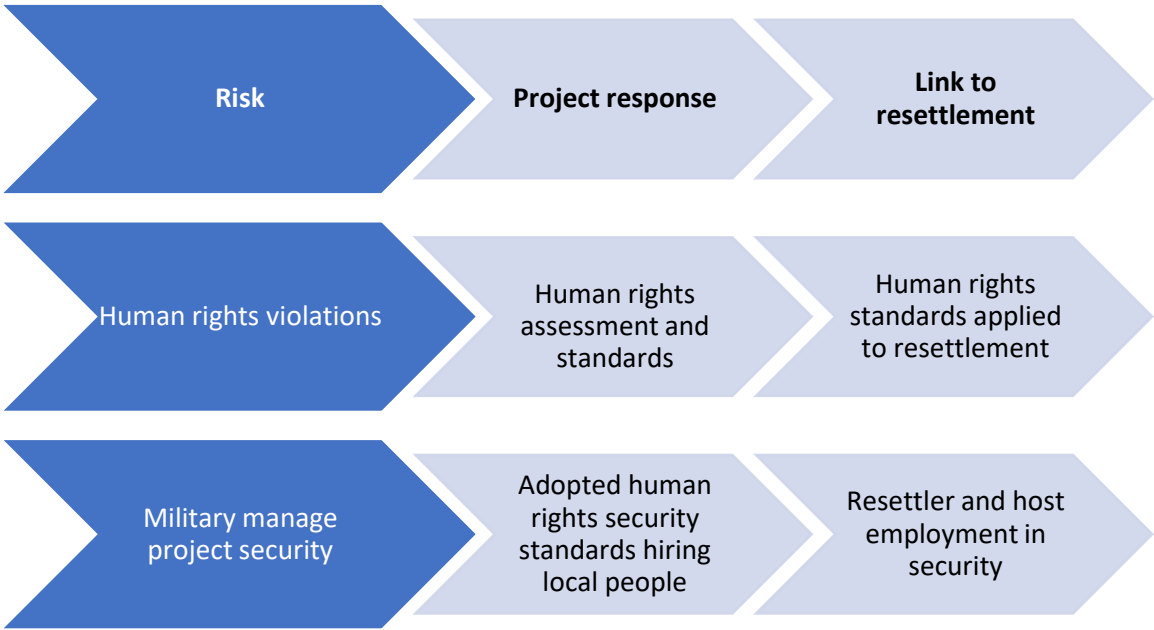 Risk
Project response
Link to
resettlement
Human rights violations
Human rights
assessment and
standards
Human rights
standards applied
to resettlement
Military manage
project security
Adopted human
rights security
standards hiring
local people
Resettler and host
employment in
security